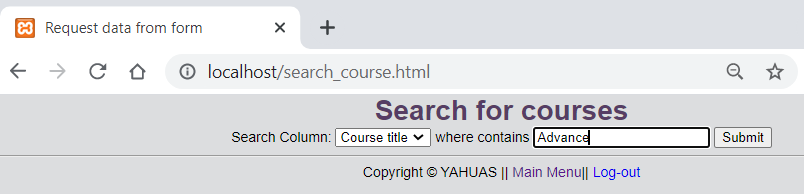 Request data from form
localhost/search_course.html
Search for courses
Search Column: Course title where contains Advance Submit
Copyright © YAHUAS || Main Menu|| Log-out